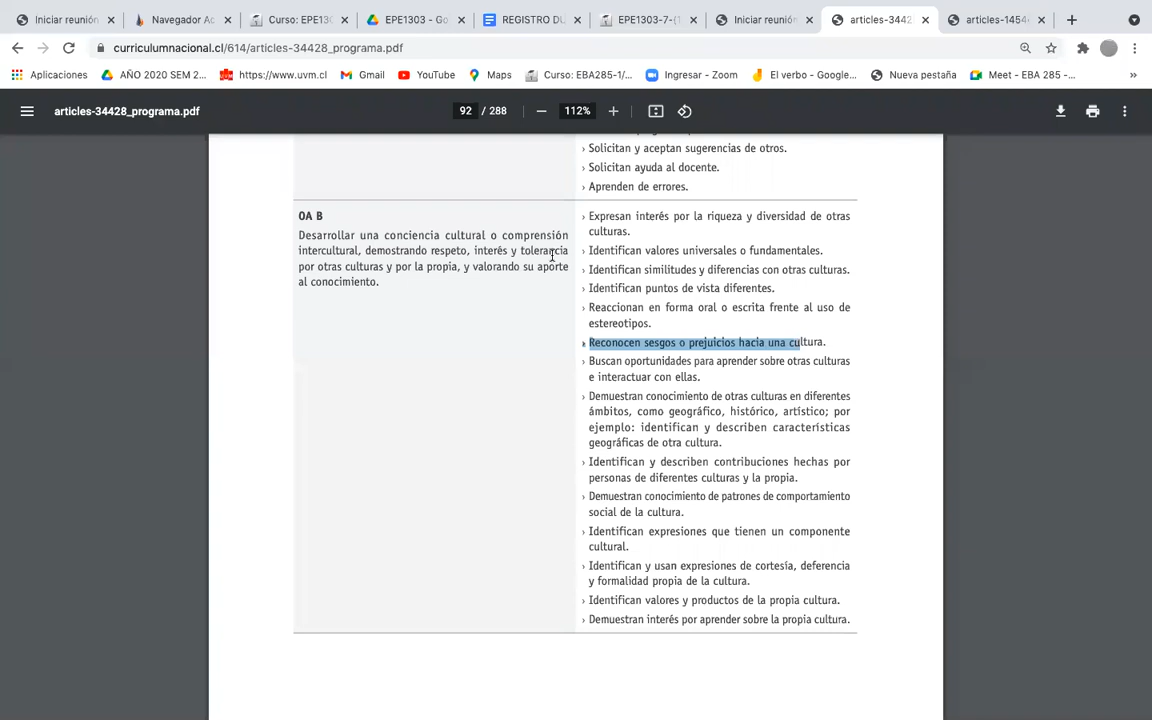 Iniciar reunión
Navegador Ac
Curso: EPE130
EPE1303 - Go
REGISTRO DU
EPE1303-7-(1
Iniciar reunión
articles-3442
articles-1454
curriculumnacional.cl/614/articles-34428_programa.pdf
Aplicaciones
AÑO 2020 SEM 2...
https://www.uvm.cl
Gmail
YouTube
Maps
Curso: EBA285-1/...
Ingresar - Zoom
El verbo - Google...
Nueva pestaña
Meet - EBA 285 -...
»
articles-34428_programa.pdf
92 / 288
112%
› Solicitan y aceptan sugerencias de otros.
› Solicitan ayuda al docente.
› Aprenden de errores.
OA B
Desarrollar una conciencia cultural o comprensión
intercultural, demostrando respeto, interés y tolerancia
por otras culturas y por la propia, y valorando su aporte
al conocimiento.
› Expresan interés por la riqueza y diversidad de otras
culturas.
› Identifican valores universales o fundamentales.
› Identifican similitudes y diferencias con otras culturas.
› Identifican puntos de vista diferentes.
› Reaccionan en forma oral o escrita frente al uso de
estereotipos.
› Reconocen sesgos o prejuicios hacia una cultura.
› Buscan oportunidades para aprender sobre otras culturas
e interactuar con ellas.
› Demuestran conocimiento de otras culturas en diferentes
ámbitos, como geográfico, histórico, artístico; por
ejemplo: identifican y describen características
geográficas de otra cultura.
› Identifican y describen contribuciones hechas por
personas de diferentes culturas y la propia.
› Demuestran conocimiento de patrones de comportamiento
social de la cultura.
› Identifican expresiones que tienen un componente
cultural.
› Identifican y usan expresiones de cortesía, deferencia
y formalidad propia de la cultura.
› Identifican valores y productos de la propia cultura.
› Demuestran interés por aprender sobre la propia cultura.